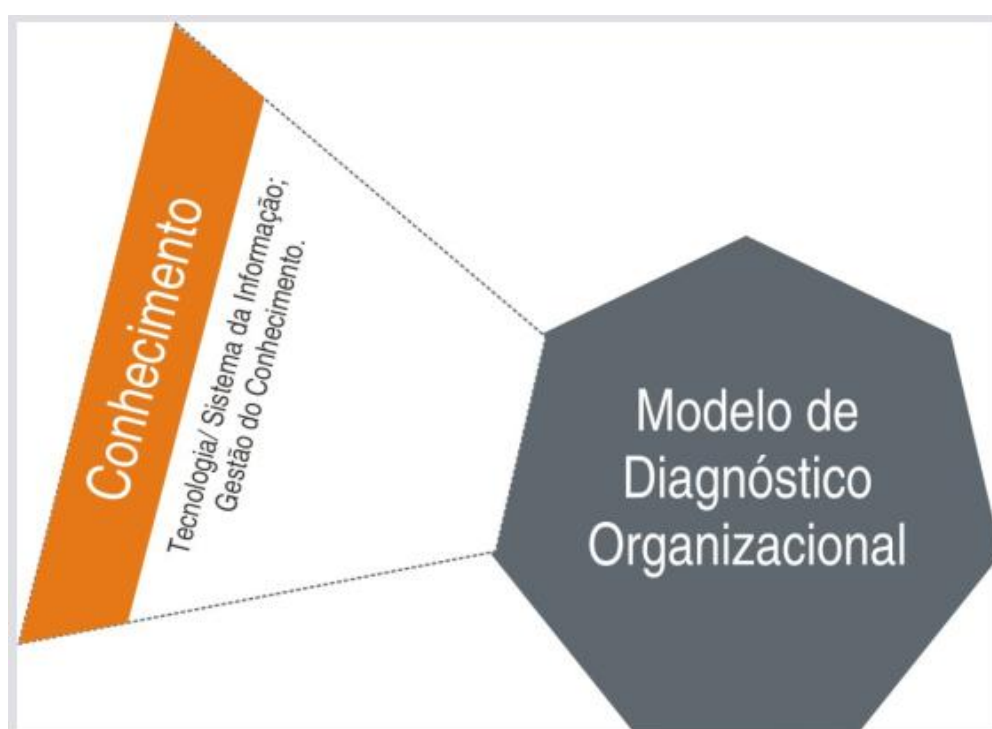 Conhecimento
Tecnologia/ Sistema da Informação;
Gestão do Conhecimento.
Modelo de
Diagnóstico
Organizacional